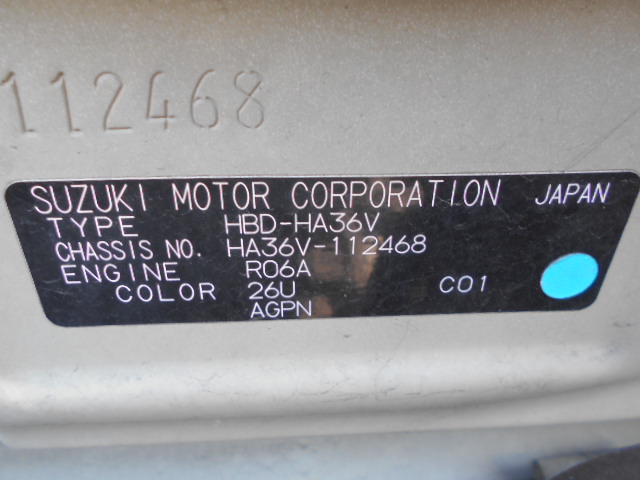 112468
SUZUKI MOTOR CORPORATION JAPAN
TYPE HBD-HA36V
CHASSIS NO. HA36V-112468
ENGINE R06A
COLOR 26U C01
AGPN